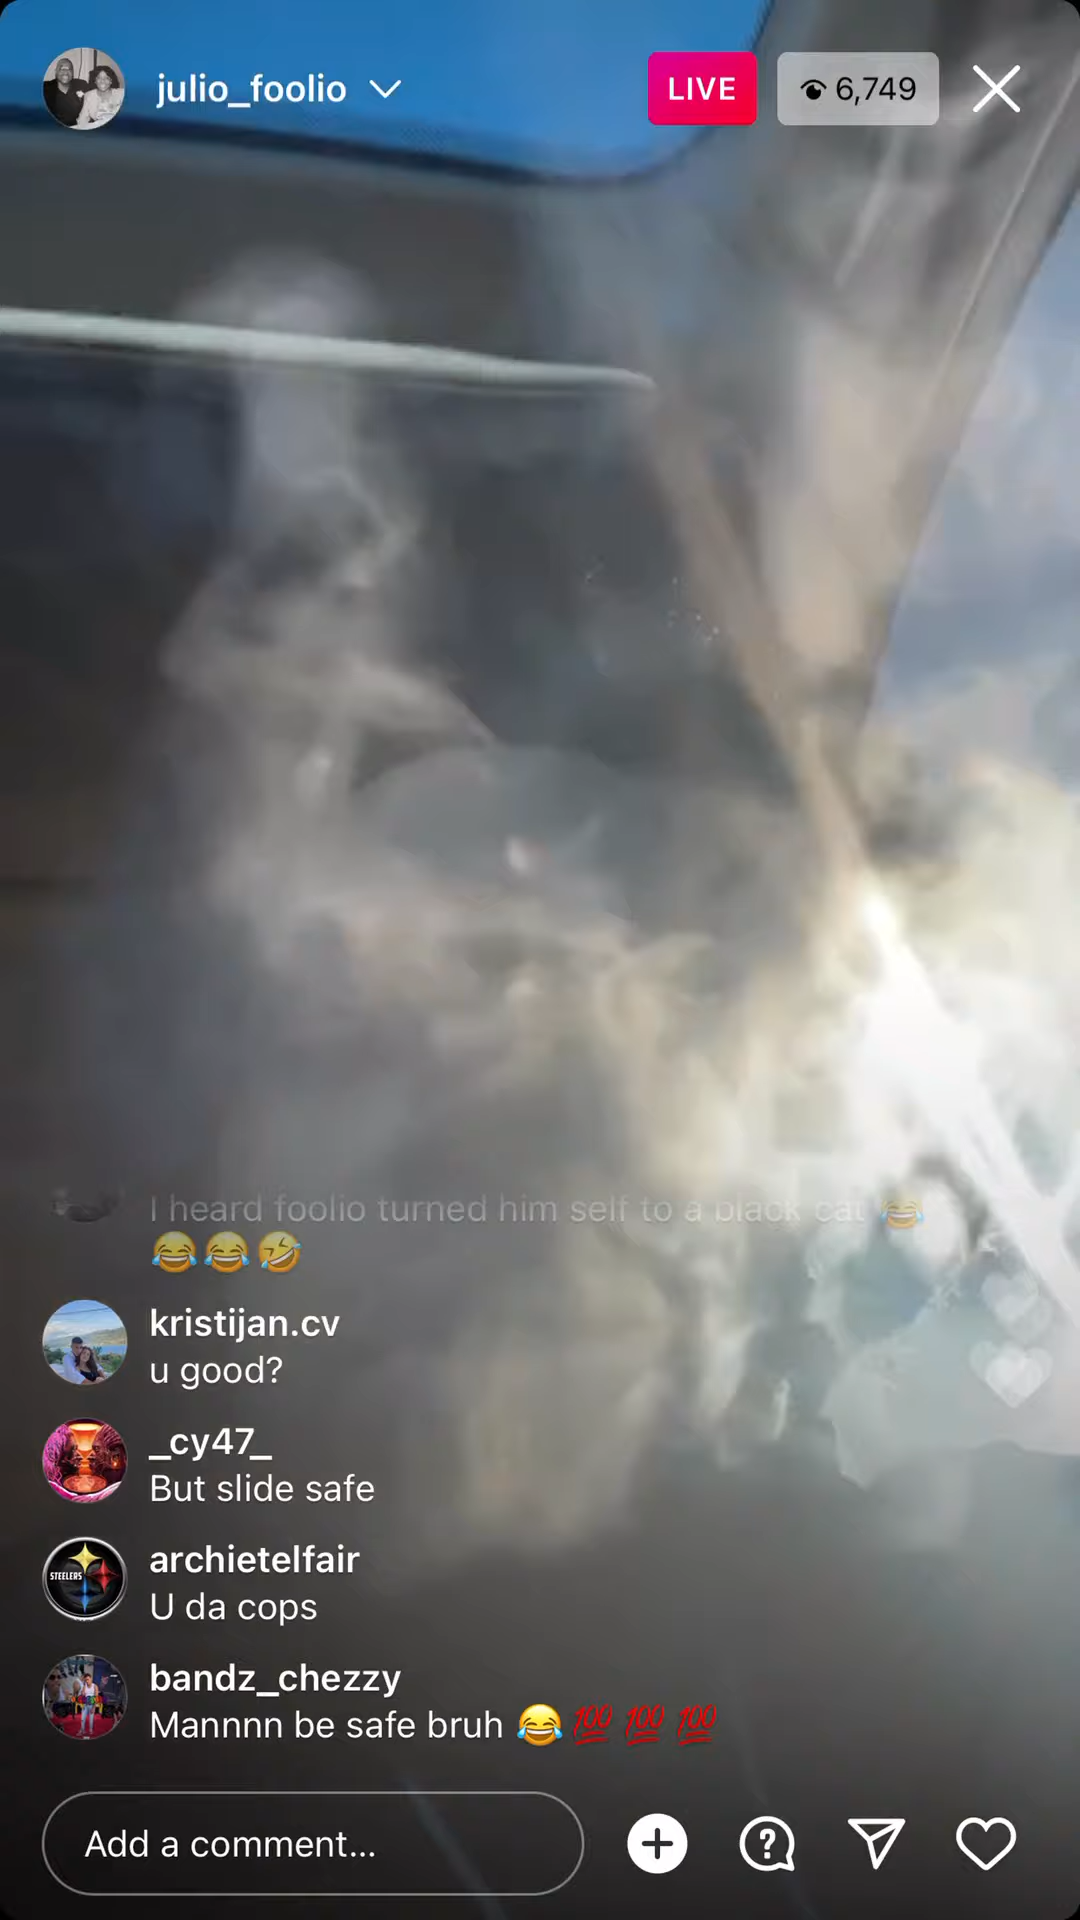 julio_foolio
LIVE
6,749
I heard foolio turned him self to a black cat 😂
😂😂🤣
kristijan.cv
u good?
_cy47_
But slide safe
STEELERS
archietelfair
U da cops
bandz_chezzy
Mannnn be safe bruh 😂💯💯💯
Add a comment...